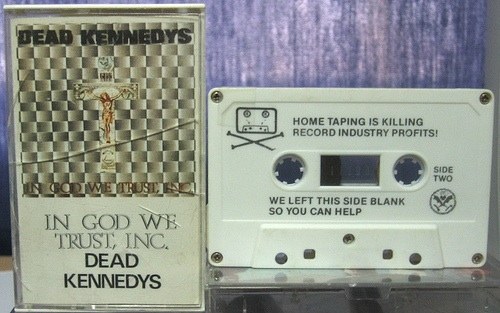 DEAD KENNEDYS
IN GOD WE TRUST, INC.
IN GOD WE
TRUST, INC.
DEAD
KENNEDYS
HOME TAPING IS KILLING
RECORD INDUSTRY PROFITS!
SIDE
TWO
WE LEFT THIS SIDE BLANK
SO YOU CAN HELP